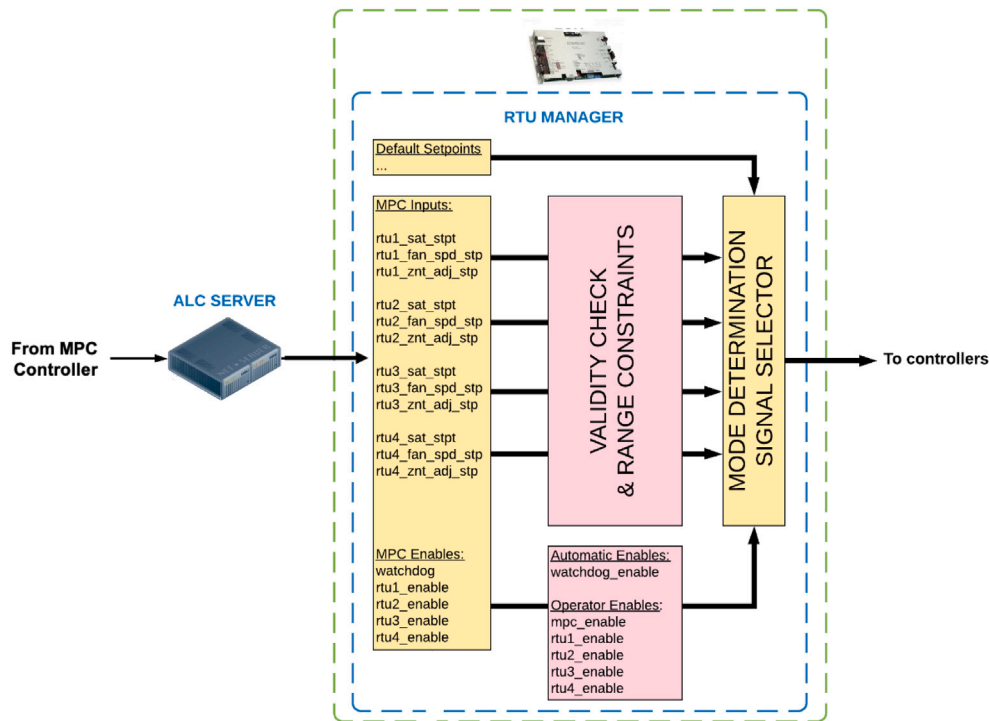 RTU MANAGER
Default Setpoints
...
MPC Inputs:
rtu1_sat_stpt
rtu1_fan_spd_stp
rtu1_znt_adj_stp
rtu2_sat_stpt
rtu2_fan_spd_stp
rtu2_znt_adj_stp
rtu3_sat_stpt
rtu3_fan_spd_stp
rtu3_znt_adj_stp
rtu4_sat_stpt
rtu4_fan_spd_stp
rtu4_znt_adj_stp
MPC Enables:
watchdog
rtu1_enable
rtu2_enable
rtu3_enable
rtu4_enable
ALC SERVER
From MPC
Controller
VALIDITY CHECK
& RANGE CONSTRAINTS
Automatic Enables:
watchdog_enable
Operator Enables:
mpc_enable
rtu1_enable
rtu2_enable
rtu3_enable
rtu4_enable
MODE DETERMINATION
SIGNAL SELECTOR
To controllers